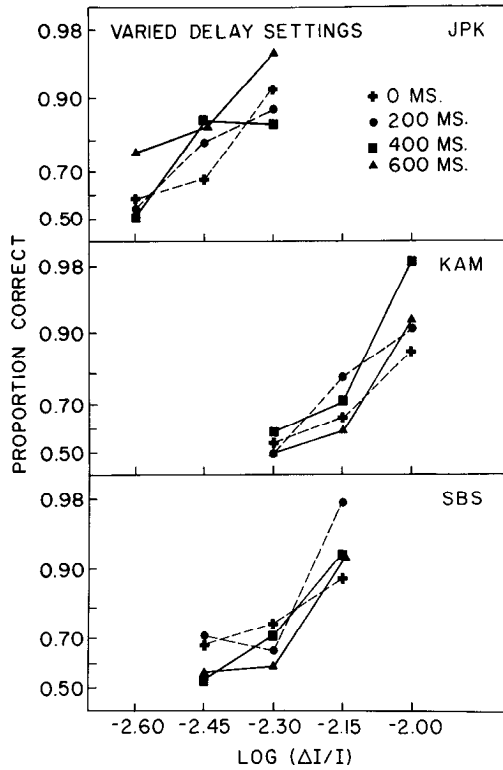 VARIED DELAY SETTINGS JPK
0 MS.
200 MS.
400 MS.
600 MS.
0.98
0.90
0.70
0.50
KAM
0.98
0.90
0.70
0.50
SBS
0.98
0.90
0.70
0.50
PROPORTION CORRECT
-2.60 -2.45 -2.30 -2.15 -2.00
LOG (ΔI/I)